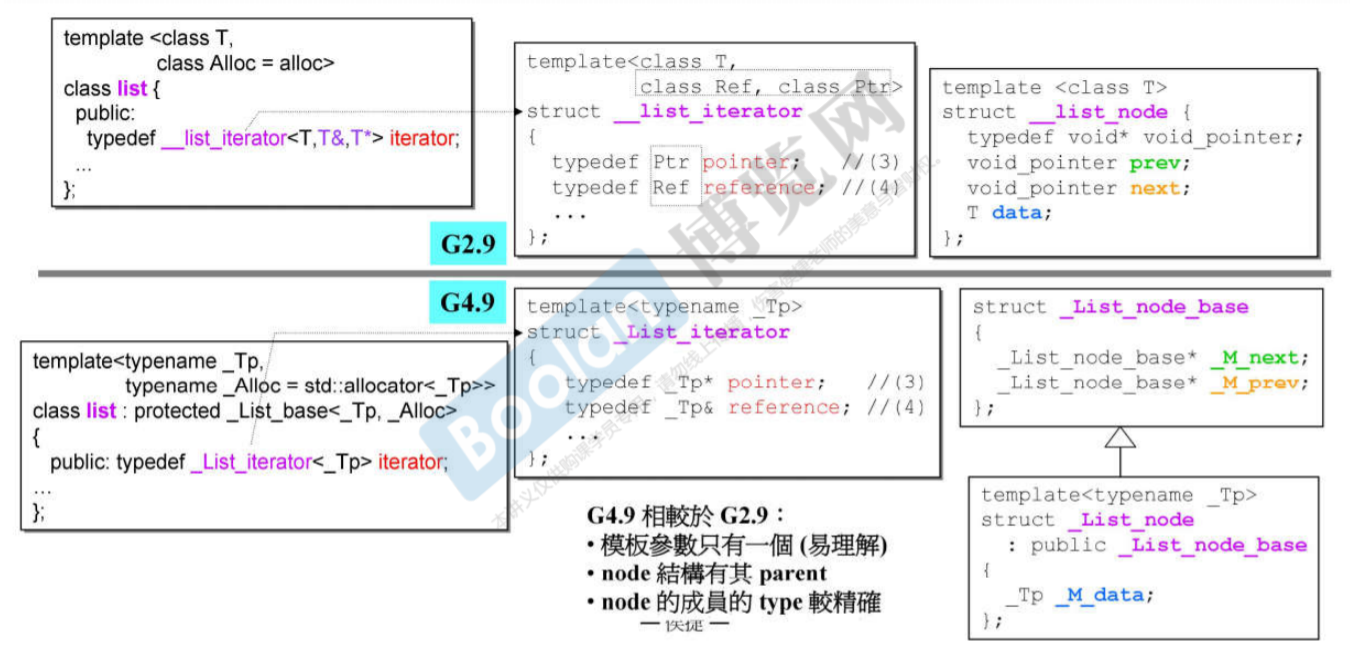 template <class T,
class Alloc = alloc>
class list {
public:
typedef __list_iterator<T,T&,T*> iterator;
...
};
template<class T,
class Ref, class Ptr>
struct __list_iterator
{
typedef Ptr pointer; //(3)
typedef Ref reference; //(4)
...
};
template <class T>
struct __list_node {
typedef void* void_pointer;
void_pointer prev;
void_pointer next;
T data;
};
G2.9
G4.9
template<typename _Tp,
typename _Alloc = std::allocator<_Tp>>
class list : protected _List_base<_Tp, _Alloc>
{
public: typedef _List_iterator<_Tp> iterator;
...
};
template<typename _Tp>
struct _List_iterator
{
typedef _Tp* pointer; //(3)
typedef _Tp& reference; //(4)
...
};
struct _List_node_base
{
_List_node_base* _M_next;
_List_node_base* _M_prev;
};
template<typename _Tp>
struct _List_node
: public _List_node_base
{
_Tp _M_data;
};
G4.9 相較於 G2.9：
• 模板參數只有一個 (易理解)
• node 結構有其 parent
• node 的成員的 type 較精確
— 侯捷 —
Boolan 博览网